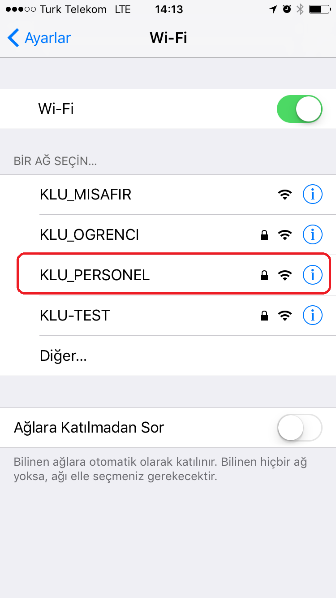 Turk Telekom LTE 14:13
Ayarlar Wi-Fi
Wi-Fi
BİR AĞ SEÇİN...
KLU_MISAFIR
KLU_OGRENCI
KLU_PERSONEL
KLU-TEST
Diğer...
Ağlara Katılmadan Sor
Bilinen ağlara otomatik olarak katılınır. Bilinen hiçbir ağ
yoksa, ağı elle seçmeniz gerekecektir.